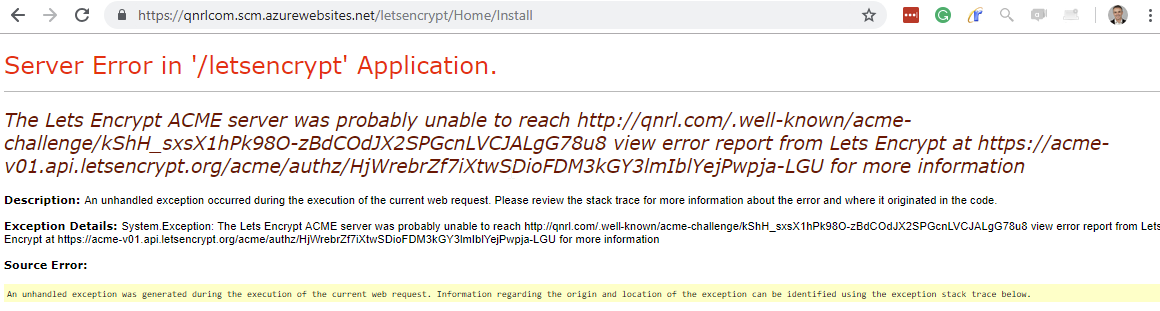 https://qnrlcom.scm.azurewebsites.net/letsencrypt/Home/Install
Server Error in '/letsencrypt' Application.
The Lets Encrypt ACME server was probably unable to reach http://qnrl.com/.well-known/acme-
challenge/kShH_sxsX1hPk98O-zBdCOdJX2SPGcnLVCJALgG78u8 view error report from Lets Encrypt at https://acme-
v01.api.letsencrypt.org/acme/authz/HjWrebrZf7iXtwSDioFDM3kGY3lmIblYejPwpja-LGU for more information
Description: An unhandled exception occurred during the execution of the current web request. Please review the stack trace for more information about the error and where it originated in the code.
Exception Details: System.Exception: The Lets Encrypt ACME server was probably unable to reach http://qnrl.com/.well-known/acme-challenge/kShH_sxsX1hPk98O-zBdCOdJX2SPGcnLVCJALgG78u8 view error report from Lets
Encrypt at https://acme-v01.api.letsencrypt.org/acme/authz/HjWrebrZf7iXtwSDioFDM3kGY3lmIblYejPwpja-LGU for more information
Source Error:
An unhandled exception was generated during the execution of the current web request. Information regarding the origin and location of the exception can be identified using the exception stack trace below.